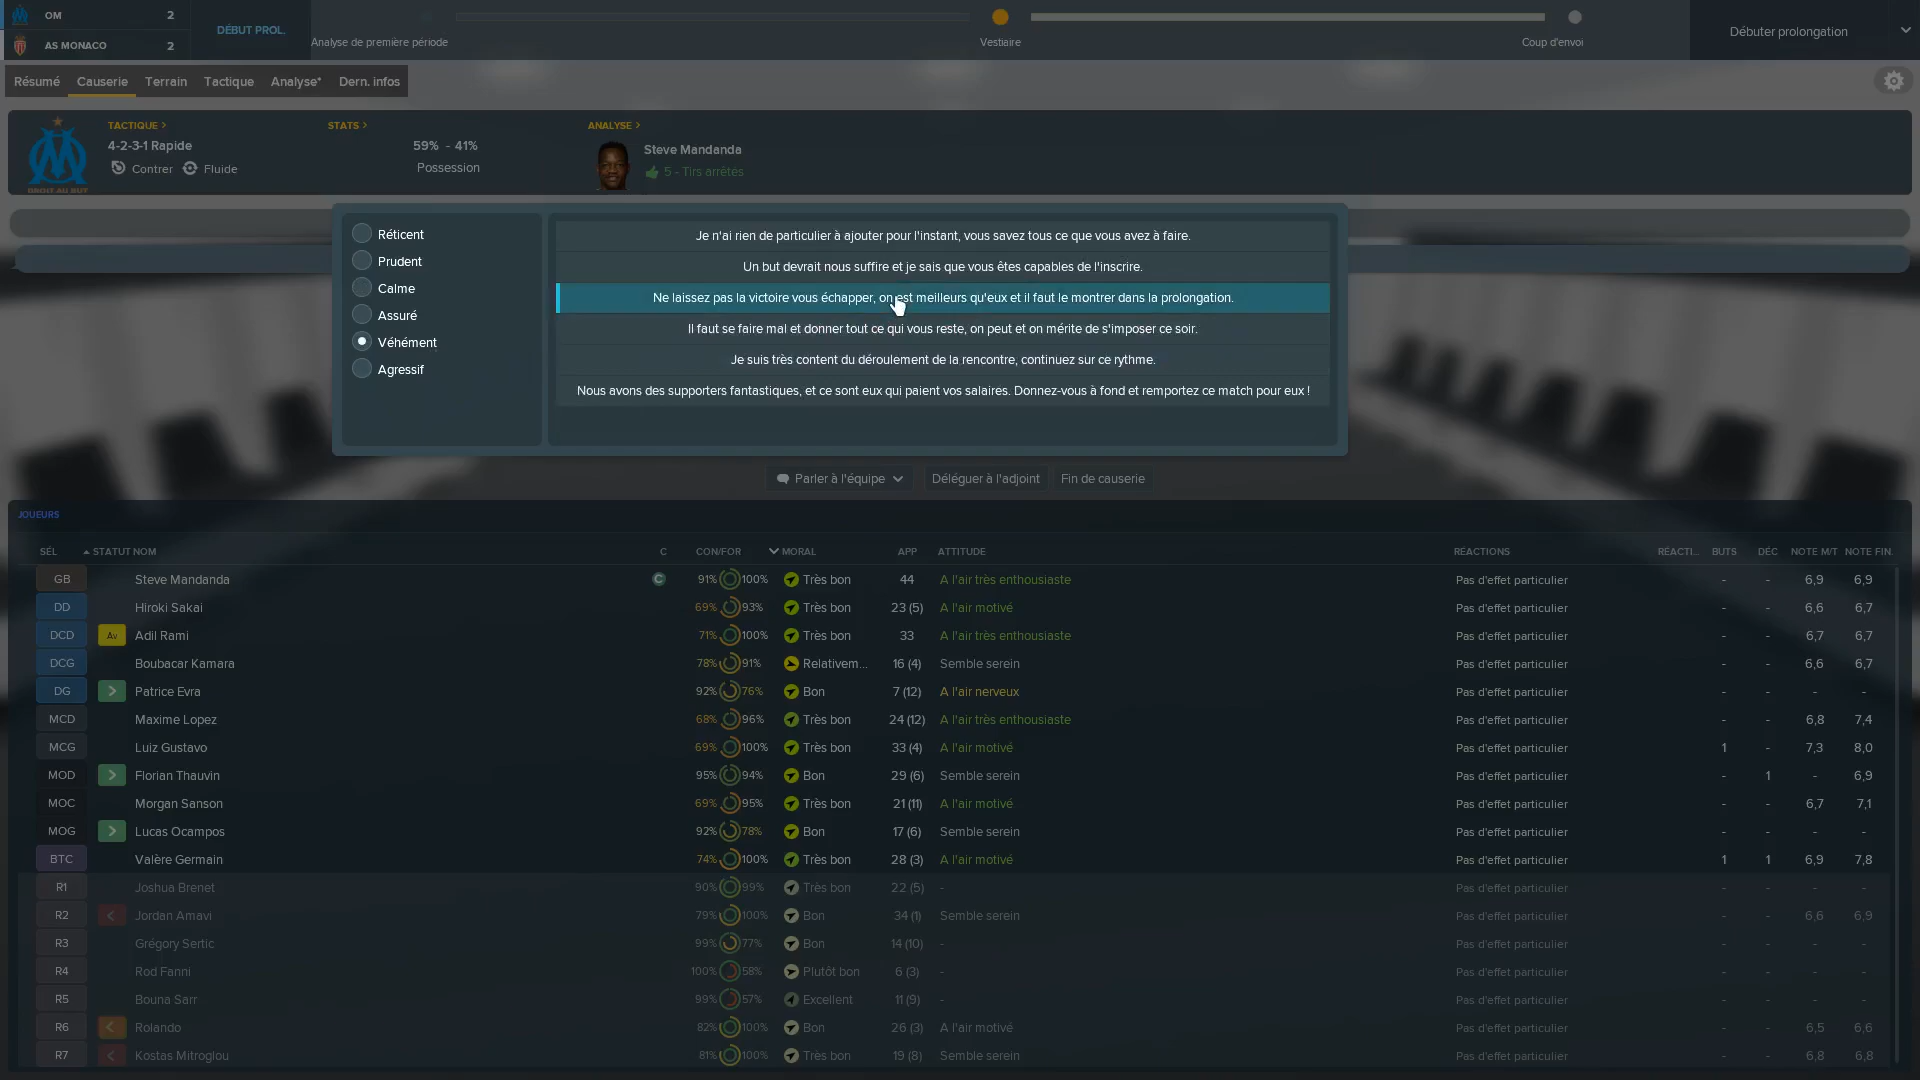 OM 2
AS MONACO 2
DÉBUT PROL.
Analyse de première période
Vestiaire
Coup d'envoi
Débuter prolongation
Résumé Causerie Terrain Tactique Analyse* Dern. infos
DROIT AU BUT
TACTIQUE >
4-2-3-1 Rapide
Contrer Fluide
STATS >
59% - 41%
Possession
ANALYSE >
Steve Mandanda
5 - Tirs arrêtés
Réticent
Prudent
Calme
Assuré
Véhément
Agressif
Je n'ai rien de particulier à ajouter pour l'instant, vous savez tous ce que vous avez à faire.
Un but devrait nous suffire et je sais que vous êtes capables de l'inscrire.
Ne laissez pas la victoire vous échapper, on est meilleurs qu'eux et il faut le montrer dans la prolongation.
Il faut se faire mal et donner tout ce qui vous reste, on peut et on mérite de s'imposer ce soir.
Je suis très content du déroulement de la rencontre, continuez sur ce rythme.
Nous avons des supporters fantastiques, et ce sont eux qui paient vos salaires. Donnez-vous à fond et remportez ce match pour eux !
Parler à l'équipe Déléguer à l'adjoint Fin de causerie
JOUEURS
SÉL STATUT NOM C CON/FOR MORAL APP ATTITUDE RÉACTIONS RÉACTI... BUTS DÉC NOTE M/T NOTE FIN.
GB Steve Mandanda C 91% 100% Très bon 44 A l'air très enthousiaste Pas d'effet particulier - - 6,9 6,9
DD Hiroki Sakai 69% 93% Très bon 23 (5) A l'air motivé Pas d'effet particulier - - 6,6 6,7
DCD Av Adil Rami 71% 100% Très bon 33 A l'air très enthousiaste Pas d'effet particulier - - 6,7 6,7
DCG Boubacar Kamara 78% 91% Relativem... 16 (4) Semble serein Pas d'effet particulier - - 6,6 6,7
DG Patrice Evra 92% 76% Bon 7 (12) A l'air nerveux Pas d'effet particulier - - - -
MCD Maxime Lopez 68% 96% Très bon 24 (12) A l'air très enthousiaste Pas d'effet particulier - - 6,8 7,4
MCG Luiz Gustavo 69% 100% Très bon 33 (4) A l'air motivé Pas d'effet particulier 1 - 7,3 8,0
MOD Florian Thauvin 95% 94% Bon 29 (6) Semble serein Pas d'effet particulier - 1 - 6,9
MOC Morgan Sanson 69% 95% Très bon 21 (11) A l'air motivé Pas d'effet particulier - - 6,7 7,1
MOG Lucas Ocampos 92% 78% Bon 17 (6) Semble serein Pas d'effet particulier - - - -
BTC Valère Germain 74% 100% Très bon 28 (3) A l'air motivé Pas d'effet particulier 1 1 6,9 7,8
R1 Joshua Brenet 90% 99% Très bon 22 (5) - Pas d'effet particulier - - - -
R2 Jordan Amavi 79% 100% Bon 34 (1) Semble serein Pas d'effet particulier - - 6,6 6,9
R3 Grégory Sertic 99% 77% Bon 14 (10) - Pas d'effet particulier - - - -
R4 Rod Fanni 100% 58% Plutôt bon 6 (3) - Pas d'effet particulier - - - -
R5 Bouna Sarr 99% 57% Excellent 11 (9) - Pas d'effet particulier - - - -
R6 Rolando 82% 100% Bon 26 (3) A l'air motivé Pas d'effet particulier - - 6,5 6,6
R7 Kostas Mitroglou 81% 100% Très bon 19 (8) Semble serein Pas d'effet particulier - - 6,8 6,8